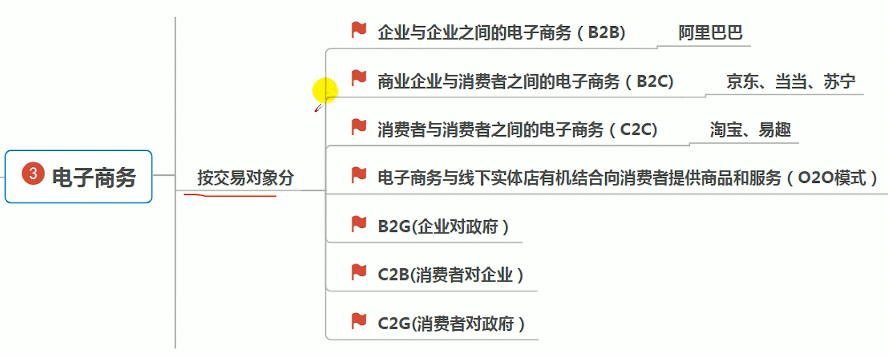 3 电子商务
按交易对象分
企业与企业之间的电子商务（B2B） 阿里巴巴
商业企业与消费者之间的电子商务（B2C） 京东、当当、苏宁
消费者与消费者之间的电子商务（C2C） 淘宝、易趣
电子商务与线下实体店有机结合向消费者提供商品和服务（O2O模式）
B2G(企业对政府）
C2B(消费者对企业）
C2G(消费者对政府）